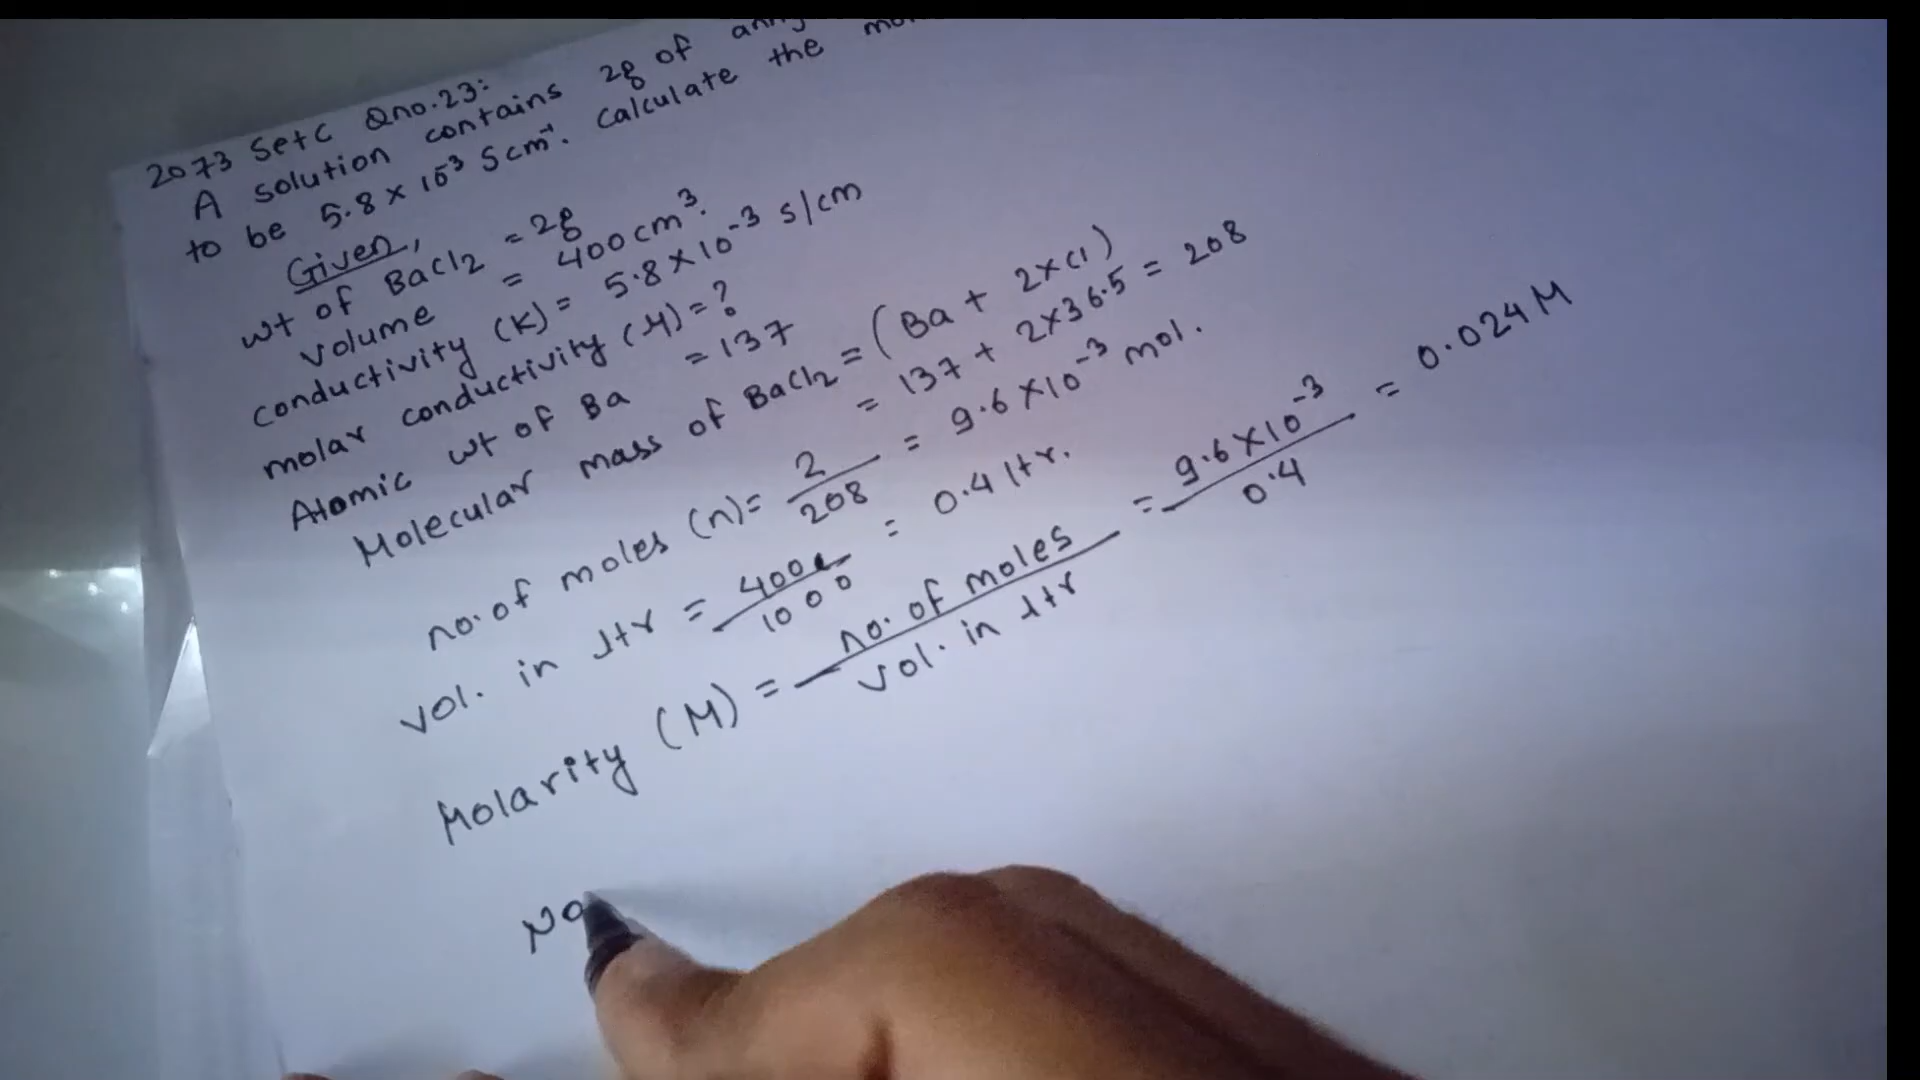 2073 Set C Qno.23:
A solution contains 2g of
to be 5.8 × 10⁻³ S cm⁻¹. Calculate the
Given,
wt of BaCl2 = 2g
volume = 400 cm³.
conductivity (K) = 5.8 × 10⁻³ s/cm
molar conductivity (M) = ?
Atomic wt of Ba = 137
Molecular mass of BaCl2 = (Ba + 2×Cl)
= 137 + 2×36.5 = 208
no. of moles (n) = 2/208 = 9.6 × 10⁻³ mol.
vol. in ltr = 400/1000 = 0.4 ltr.
Molarity (M) = no. of moles / vol. in ltr = 9.6 × 10⁻³ / 0.4 = 0.024 M
No